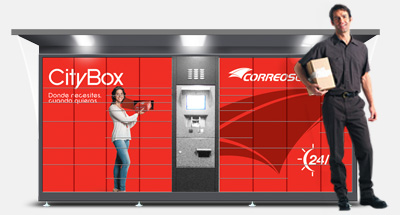 CityBox
Donde necesites,
cuando quieras.
CORREOS
24/